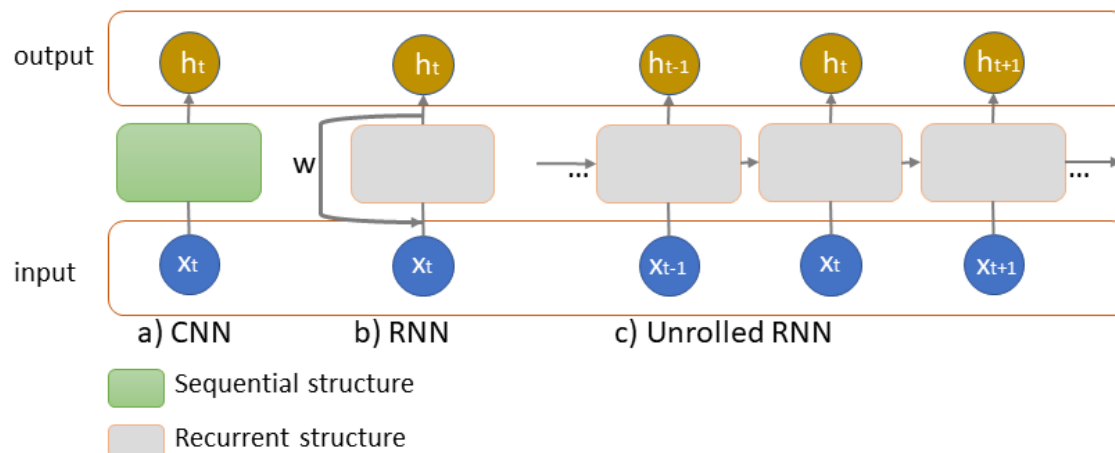 output
ht
ht
ht-1
ht
ht+1
w
...
...
input
xt
xt
xt-1
xt
xt+1
a) CNN
b) RNN
c) Unrolled RNN
Sequential structure
Recurrent structure